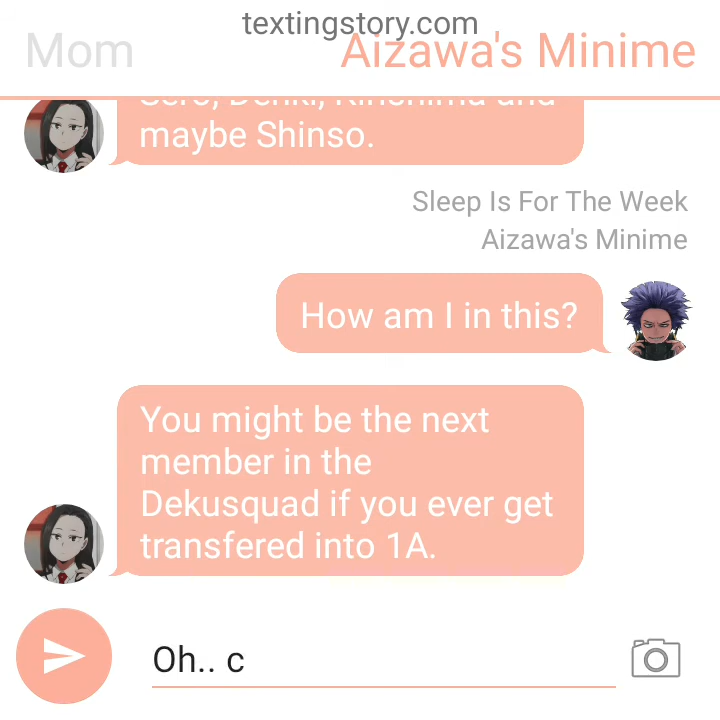 textingstory.com
Mom
Aizawa's Minime
maybe Shinso.
Sleep Is For The Week
Aizawa's Minime
How am I in this?
You might be the next
member in the
Dekusquad if you ever get
transfered into 1A.
Oh.. c